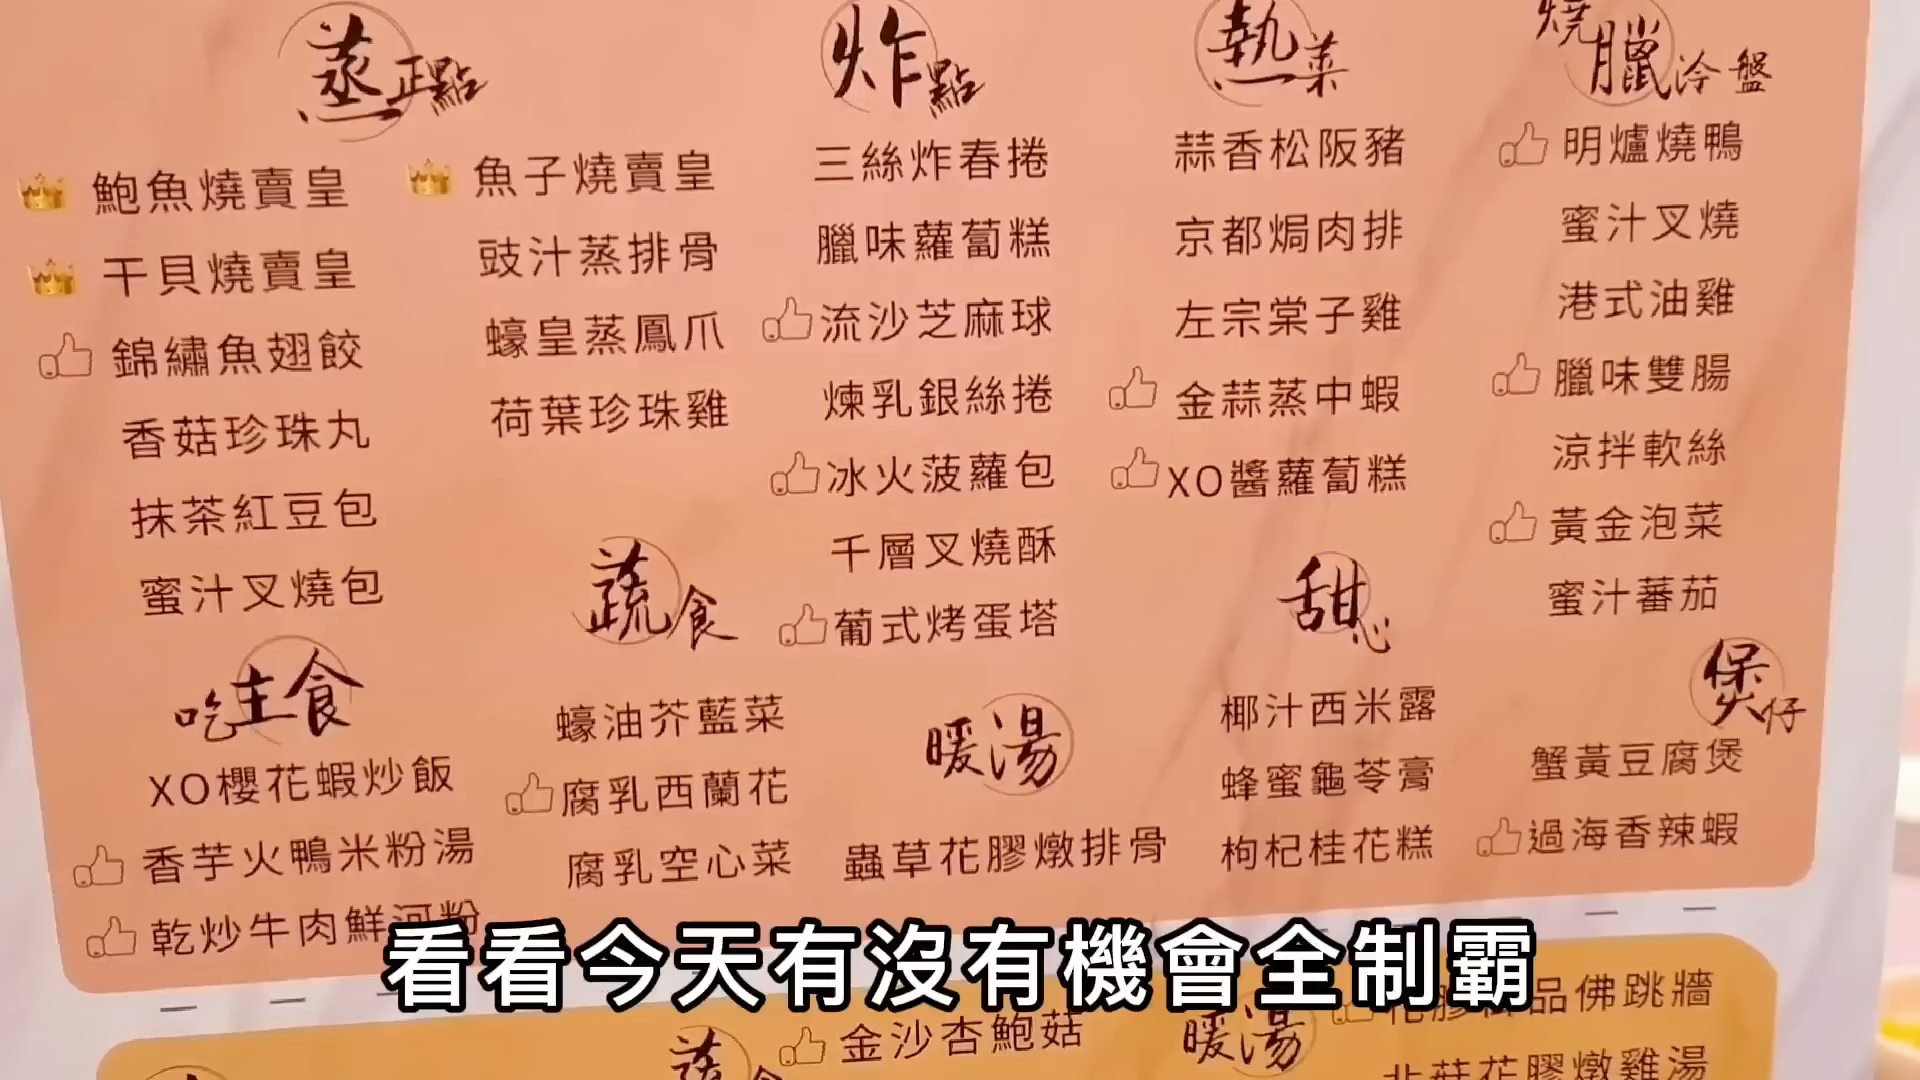 蒸正點
鮑魚燒賣皇
干貝燒賣皇
錦繡魚翅餃
香菇珍珠丸
抹茶紅豆包
蜜汁叉燒包
魚子燒賣皇
豉汁蒸排骨
蠔皇蒸鳳爪
荷葉珍珠雞
炸點
三絲炸春捲
臘味蘿蔔糕
流沙芝麻球
煉乳銀絲捲
冰火菠蘿包
千層叉燒酥
葡式烤蛋塔
熱菜
蒜香松阪豬
京都焗肉排
左宗棠子雞
金蒜蒸中蝦
XO醬蘿蔔糕
燒臘冷盤
明爐燒鴨
蜜汁叉燒
港式油雞
臘味雙腸
涼拌軟絲
黃金泡菜
蜜汁蕃茄
吃主食
XO櫻花蝦炒飯
香芋火鴨米粉湯
乾炒牛肉鮮河粉
蔬食
蠔油芥藍菜
腐乳西蘭花
腐乳空心菜
暖湯
蟲草花膠燉排骨
甜心
椰汁西米露
蜂蜜龜苓膏
枸杞桂花糕
煲仔
蟹黃豆腐煲
過海香辣蝦
看看今天有沒有機會全制霸
金沙杏鮑菇
暖湯
品佛跳牆
花膠燉雞湯